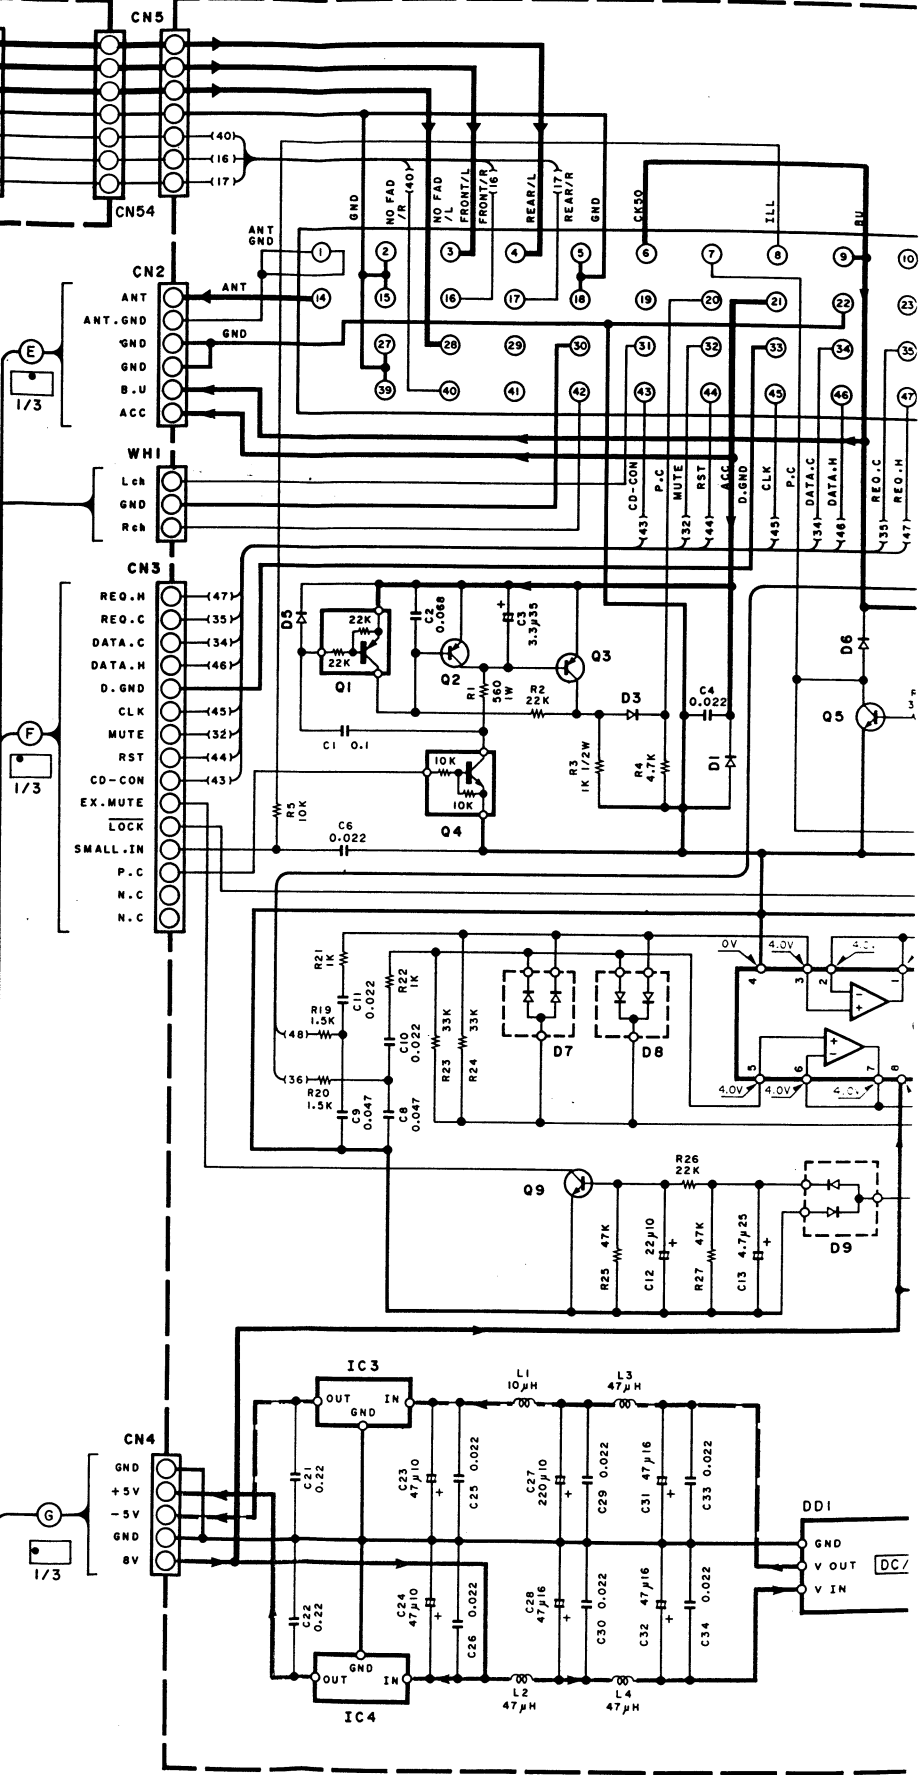 CN5
(40)
(16)
(17)
CN54
GND
NO FAD /R
(40)
NO FAD /L
FRONT/L
FRONT/R
(16)
REAR/L
(17)
REAR/R
GND
CK50
ILL
BU
ANT GND
1 2 3 4 5 6 7 8 9 10
14 15 16 17 18 19 20 21 22 23
27 28 29 30 31 32 33 34 35
39 40 41 42 43 44 45 46 47
CN2
ANT
ANT
ANT.GND
GND
GND
GND
B.U
ACC
E
1/3
WH1
Lch
GND
Rch
CD-CON
(43)
P.C
MUTE
(32)
RST
(44)
ACC
D.GND
CLK
(45)
P.C
DATA.C
(34)
DATA.H
(46)
REQ.C
(35)
REQ.H
(47)
CN3
REQ.H (47)
REQ.C (35)
DATA.C (34)
DATA.H (46)
D.GND
CLK (45)
MUTE (32)
RST (44)
CD-CON (43)
EX.MUTE
LOCK
SMALL.IN
P.C
N.C
N.C
F
1/3
D5
22K
22K
Q1
C2 0.068
Q2
+
C3 3.3µ35
Q3
R1 560 1W
R2 22K
D3
C4 0.022
D6
Q5
C1 0.1
R3 1K 1/2W
R4 4.7K
D1
10K
10K
Q4
R5 10K
C6 0.022
R21 1K
C11 0.022
R22 1K
R19 1.5K
(48)
C10 0.022
R23 33K
R24 33K
(36)
R20 1.5K
C9 0.047
C8 0.047
D7
D8
0V
4.0V
4 3 2 1
-
+
+
-
5 6 7 8
4.0V
4.0V
R26 22K
Q9
R25 47K
C12 22µ10 +
R27 47K
C13 4.7µ25 +
D9
IC3
OUT IN
GND
L1 10µH
L3 47µH
CN4
GND
+5V
-5V
GND
8V
G
1/3
C21 0.22
C23 47µ10 +
C25 0.022
C27 220µ10 +
C29 0.022
C31 47µ16 +
C33 0.022
DD1
GND
V OUT
V IN
DC/
C22 0.22
C24 47µ10 +
C26 0.022
C28 47µ16 +
C30 0.022
C32 47µ16 +
C34 0.022
GND
OUT IN
IC4
L2 47µH
L4 47µH